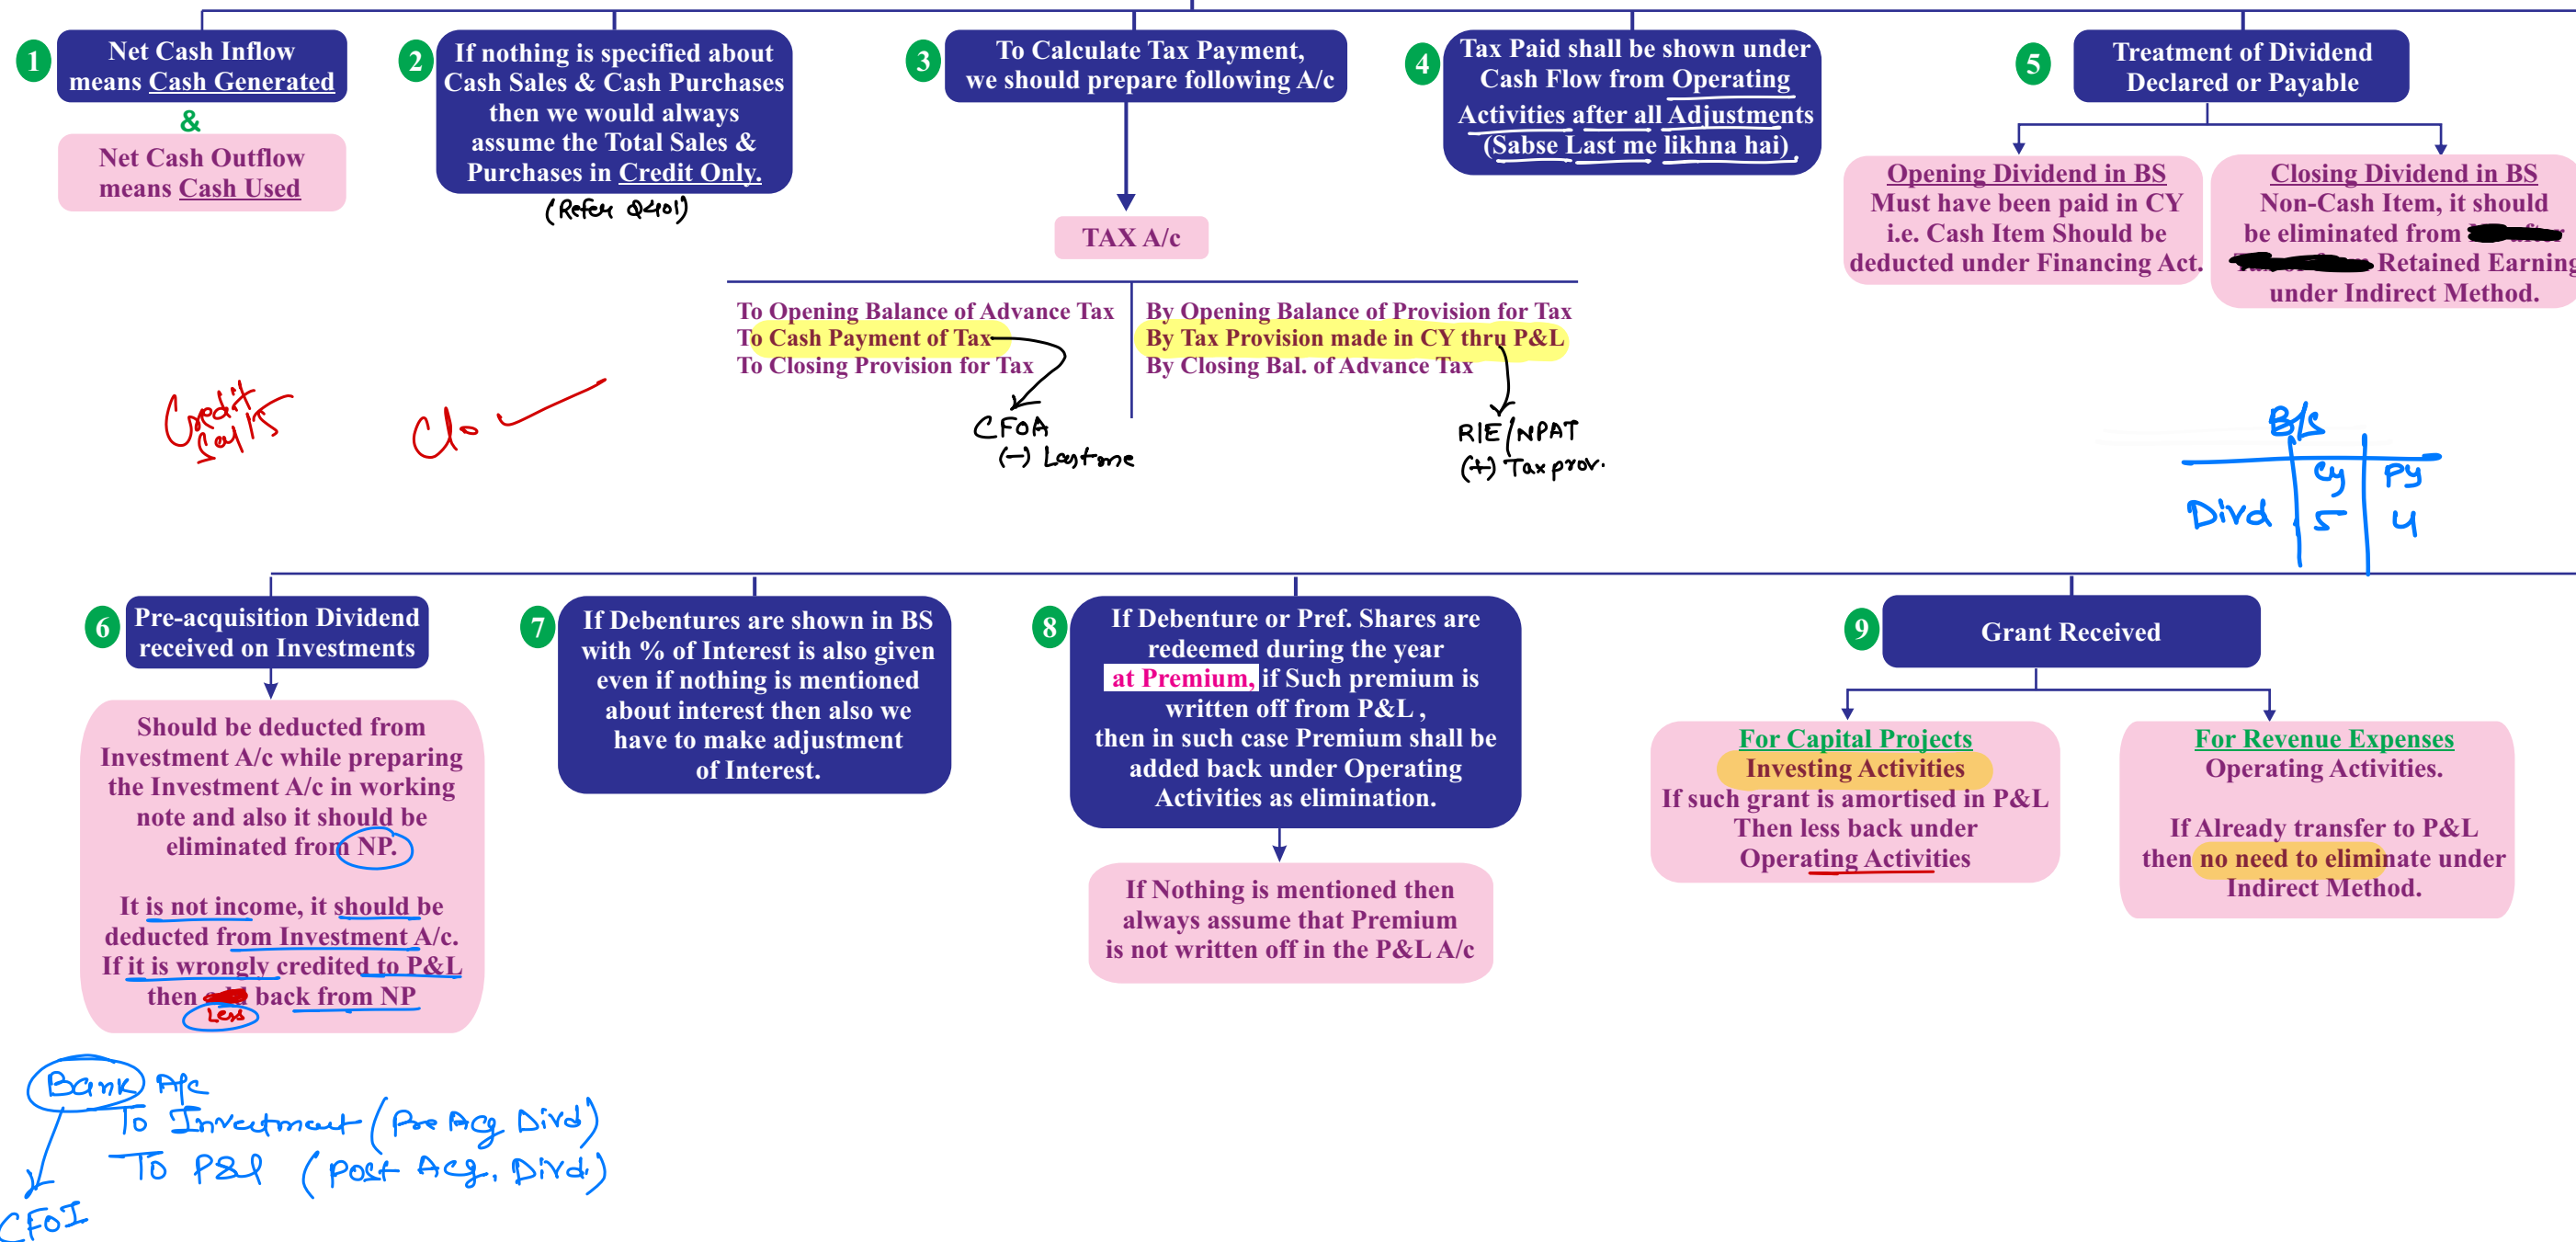 1
Net Cash Inflow
means Cash Generated
&
Net Cash Outflow
means Cash Used
2
If nothing is specified about
Cash Sales & Cash Purchases
then we would always
assume the Total Sales &
Purchases in Credit Only.
(Refer Q401)
3
To Calculate Tax Payment,
we should prepare following A/c
TAX A/c
To Opening Balance of Advance Tax
To Cash Payment of Tax
To Closing Provision for Tax
By Opening Balance of Provision for Tax
By Tax Provision made in CY thru P&L
By Closing Bal. of Advance Tax
CFOA
(-) Last me
R/E/NPAT
(+) Tax prov.
4
Tax Paid shall be shown under
Cash Flow from Operating
Activities after all Adjustments
(Sabse Last me likhna hai)
5
Treatment of Dividend
Declared or Payable
Opening Dividend in BS
Must have been paid in CY
i.e. Cash Item Should be
deducted under Financing Act.
Closing Dividend in BS
Non-Cash Item, it should
be eliminated from
Retained Earning
under Indirect Method.
Credit
B/S
Cy Py
Divd 5 4
6
Pre-acquisition Dividend
received on Investments
Should be deducted from
Investment A/c while preparing
the Investment A/c in working
note and also it should be
eliminated from NP.
It is not income, it should be
deducted from Investment A/c.
If it is wrongly credited to P&L
then back from NP
Less
Bank A/c
To Investment (Pre Acq Divd)
To P&l (Post Acq. Divd.)
CFOI
7
If Debentures are shown in BS
with % of Interest is also given
even if nothing is mentioned
about interest then also we
have to make adjustment
of Interest.
8
If Debenture or Pref. Shares are
redeemed during the year
at Premium, if Such premium is
written off from P&L ,
then in such case Premium shall be
added back under Operating
Activities as elimination.
If Nothing is mentioned then
always assume that Premium
is not written off in the P&L A/c
9
Grant Received
For Capital Projects
Investing Activities
If such grant is amortised in P&L
Then less back under
Operating Activities
For Revenue Expenses
Operating Activities.
If Already transfer to P&L
then no need to eliminate under
Indirect Method.